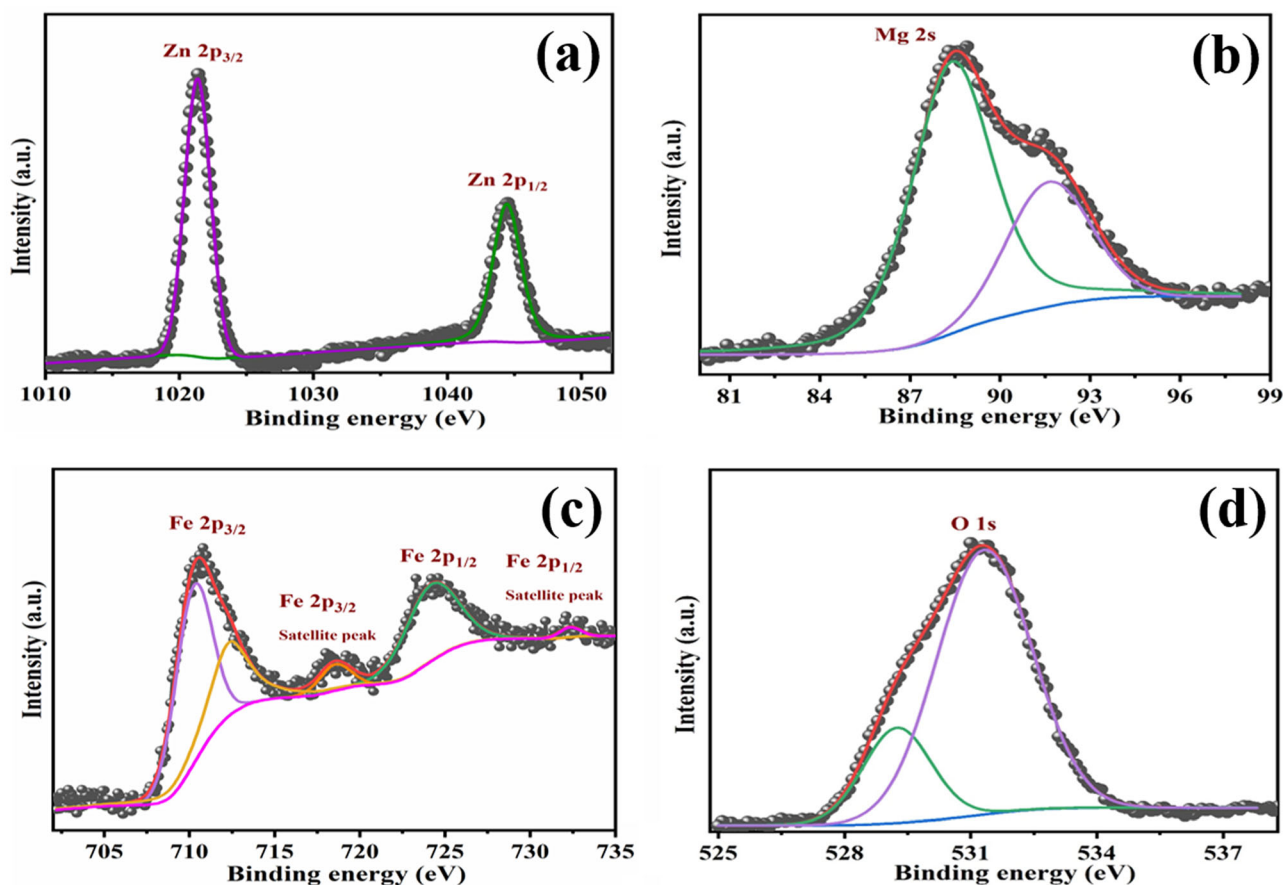 (a)
Zn 2p3/2
Zn 2p1/2
Intensity (a.u.)
1010 1020 1030 1040 1050
Binding energy (eV)
(b)
Mg 2s
Intensity (a.u.)
81 84 87 90 93 96 99
Binding energy (eV)
(c)
Fe 2p3/2
Fe 2p1/2
Fe 2p1/2
Satellite peak
Fe 2p3/2
Satellite peak
Intensity (a.u.)
705 710 715 720 725 730 735
Binding energy (eV)
(d)
O 1s
Intensity (a.u.)
525 528 531 534 537
Binding energy (eV)